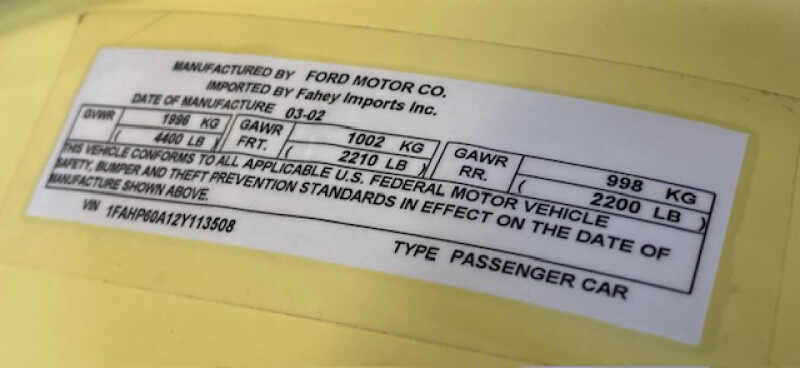 MANUFACTURED BY FORD MOTOR CO.
IMPORTED BY Fahey Imports Inc.
DATE OF MANUFACTURE 03-02
GVWR 1996 KG GAWR 1002 KG GAWR 998 KG
( 4400 LB ) FRT. ( 2210 LB ) RR. ( 2200 LB )
THIS VEHICLE CONFORMS TO ALL APPLICABLE U.S. FEDERAL MOTOR VEHICLE
SAFETY, BUMPER AND THEFT PREVENTION STANDARDS IN EFFECT ON THE DATE OF
MANUFACTURE SHOWN ABOVE.
VIN 1FAHP60A12Y113508 TYPE PASSENGER CAR